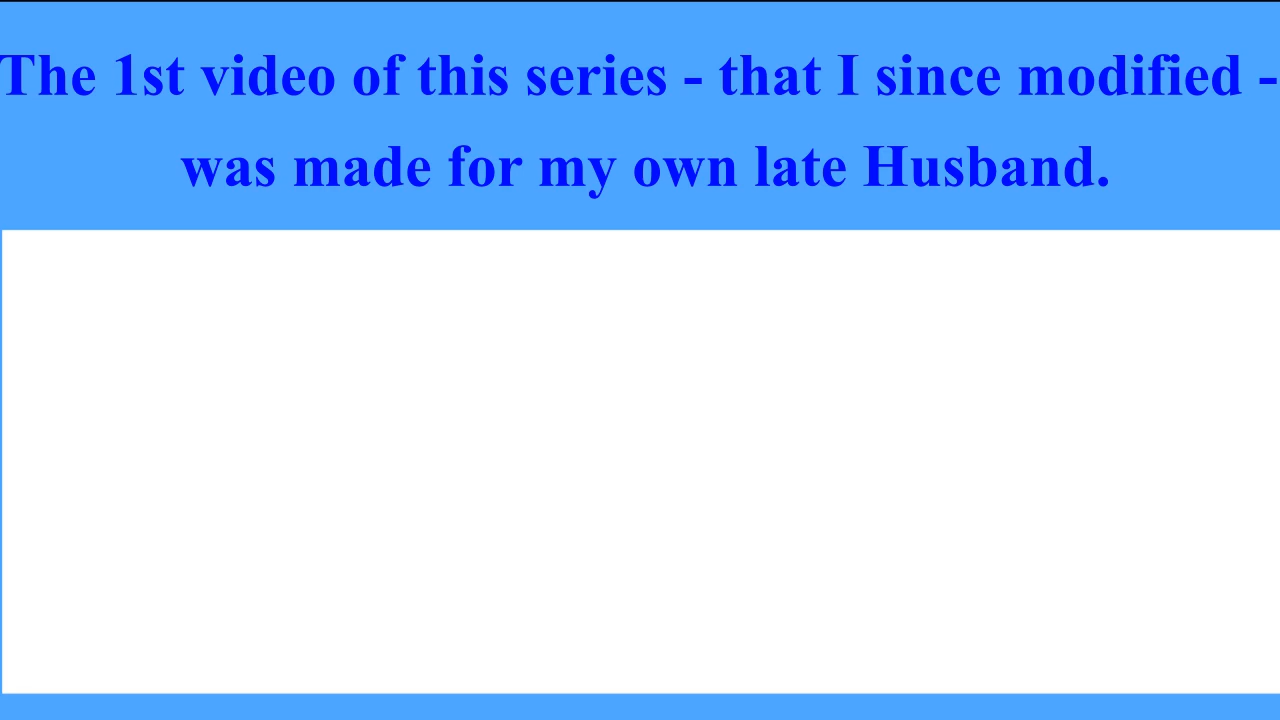 The 1st video of this series - that I since modified -
was made for my own late Husband.